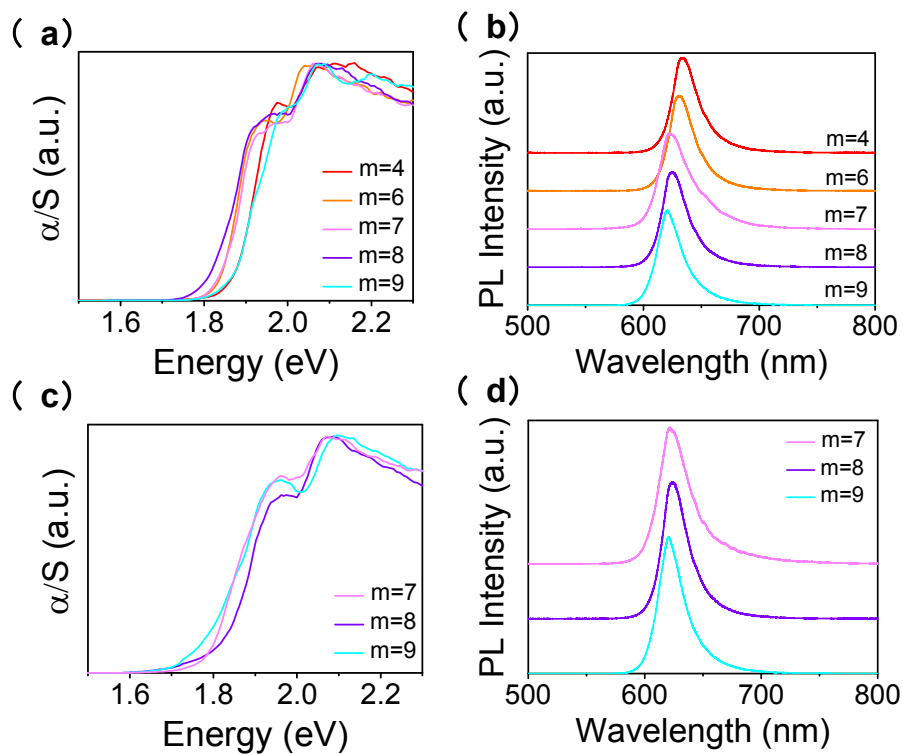 ( a)
α/S (a.u.)
m=4
m=6
m=7
m=8
m=9
1.6 1.8 2.0 2.2
Energy (eV)
( b)
PL Intensity (a.u.)
m=4
m=6
m=7
m=8
m=9
500 600 700 800
Wavelength (nm)
( c)
α/S (a.u.)
m=7
m=8
m=9
1.6 1.8 2.0 2.2
Energy (eV)
( d)
PL Intensity (a.u.)
m=7
m=8
m=9
500 600 700 800
Wavelength (nm)